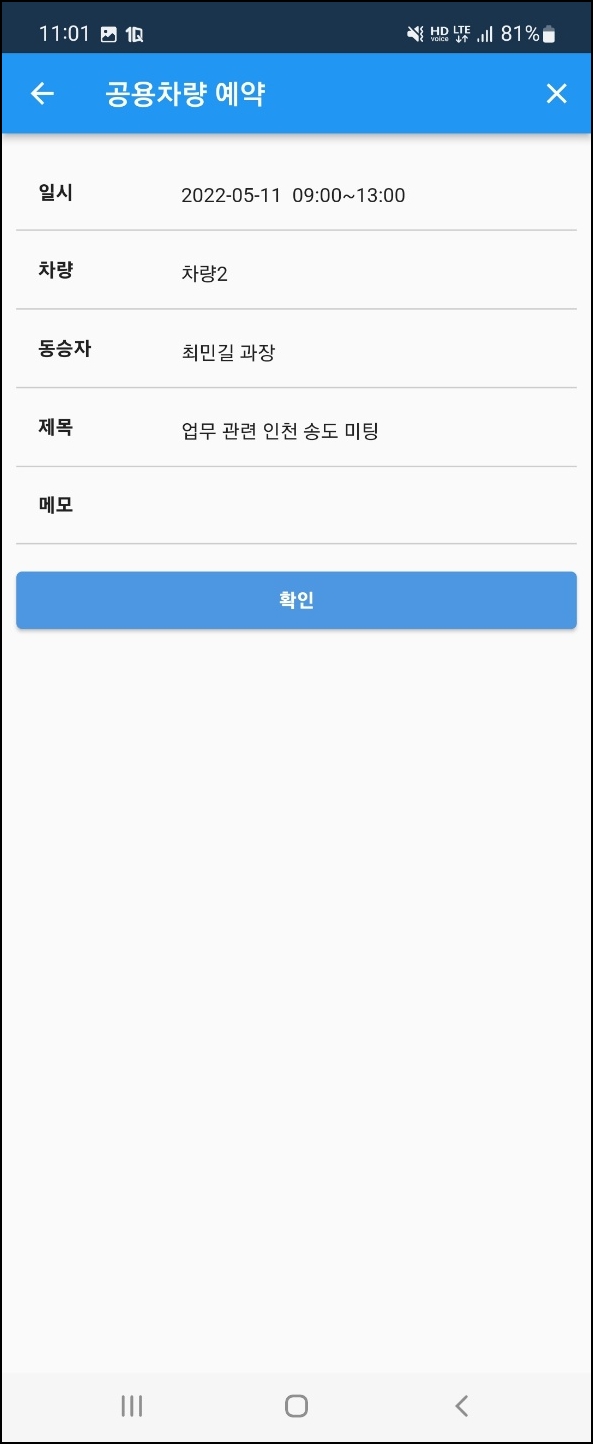 11:01 HD voice LTE 81%
공용차량 예약
일시 2022-05-11 09:00~13:00
차량 차량2
동승자 최민길 과장
제목 업무 관련 인천 송도 미팅
메모
확인